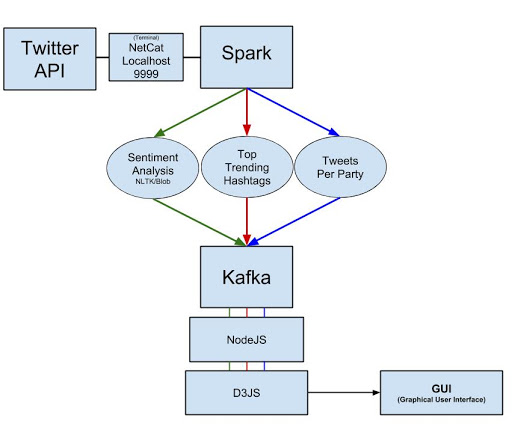 Twitter
API
(Terminal)
NetCat
Localhost
9999
Spark
Sentiment
Analysis
NLTK/Blob
Top
Trending
Hashtags
Tweets
Per Party
Kafka
NodeJS
D3JS
GUI
(Graphical User Interface)